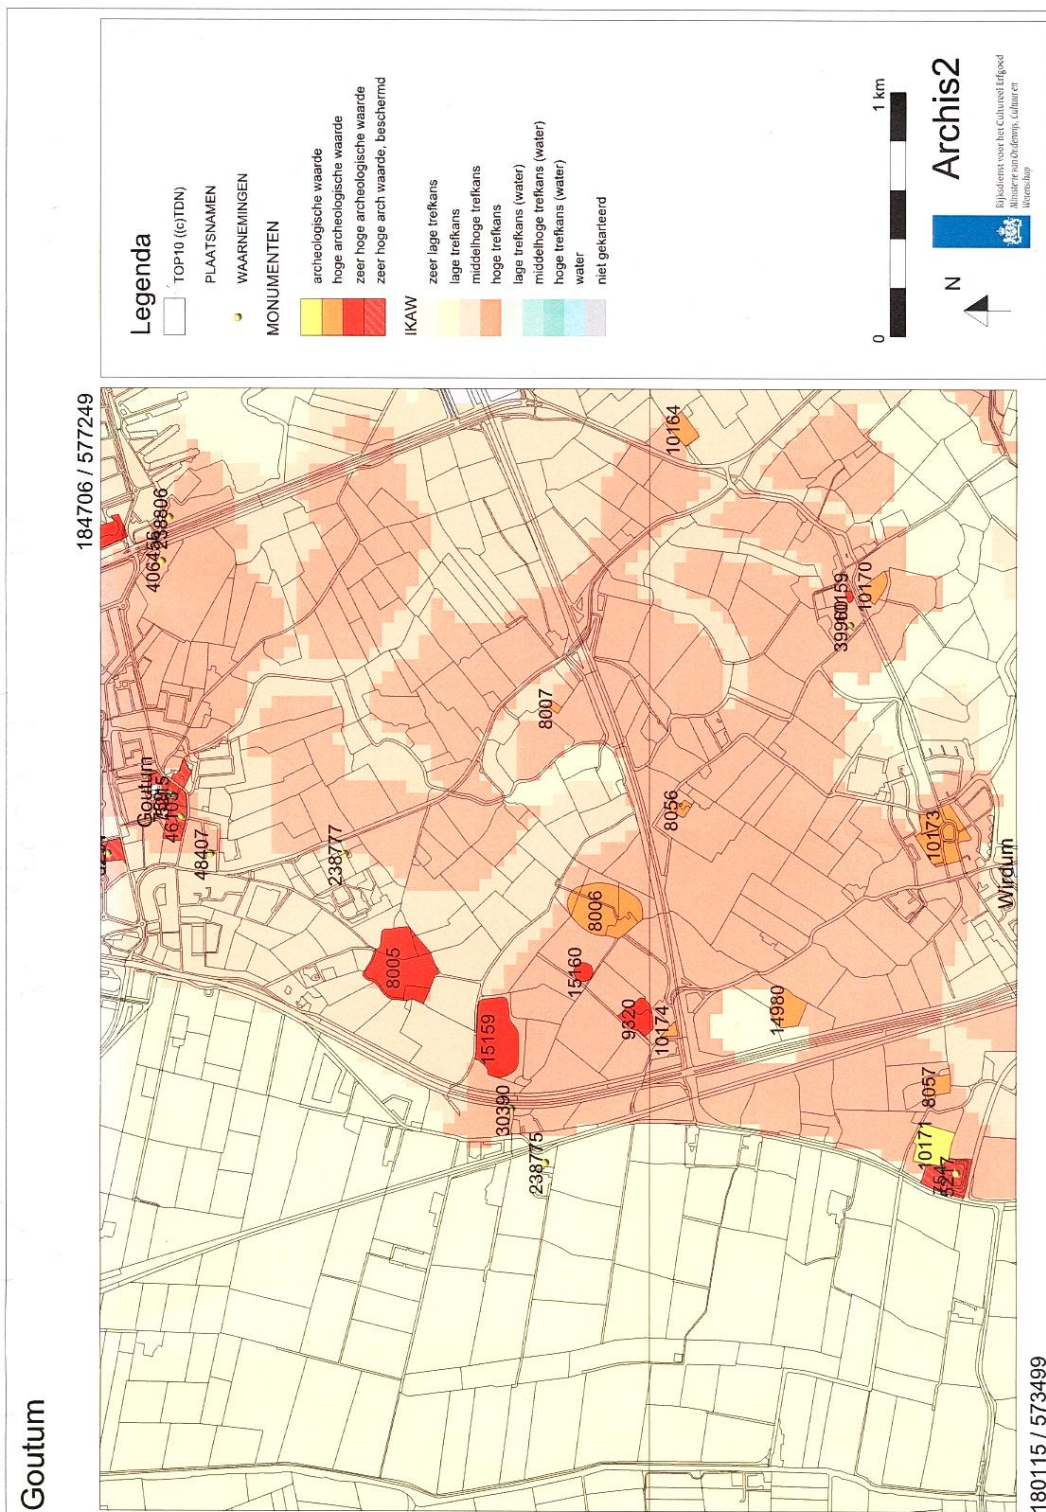 Goutum
184706 / 577249
180115 / 573499
Legenda
TOP10 ((c)TDN)
PLAATSNAMEN
WAARNEMINGEN
MONUMENTEN
archeologische waarde
hoge archeologische waarde
zeer hoge archeologische waarde
zeer hoge arch waarde, beschermd
IKAW
zeer lage trefkans
lage trefkans
middelhoge trefkans
hoge trefkans
lage trefkans (water)
middelhoge trefkans (water)
hoge trefkans (water)
water
niet gekarteerd
0
1 km
N
Archis2
Rijksdienst voor het Cultureel Erfgoed
Ministerie van Onderwijs, Cultuur en
Wetenschap
406456
238806
Goutum
46103
48407
238777
8005
15159
30390
238775
15160
8006
8007
9320
10174
8056
10164
14980
39960
10170
10173
Wirdum
8057
10171
5217